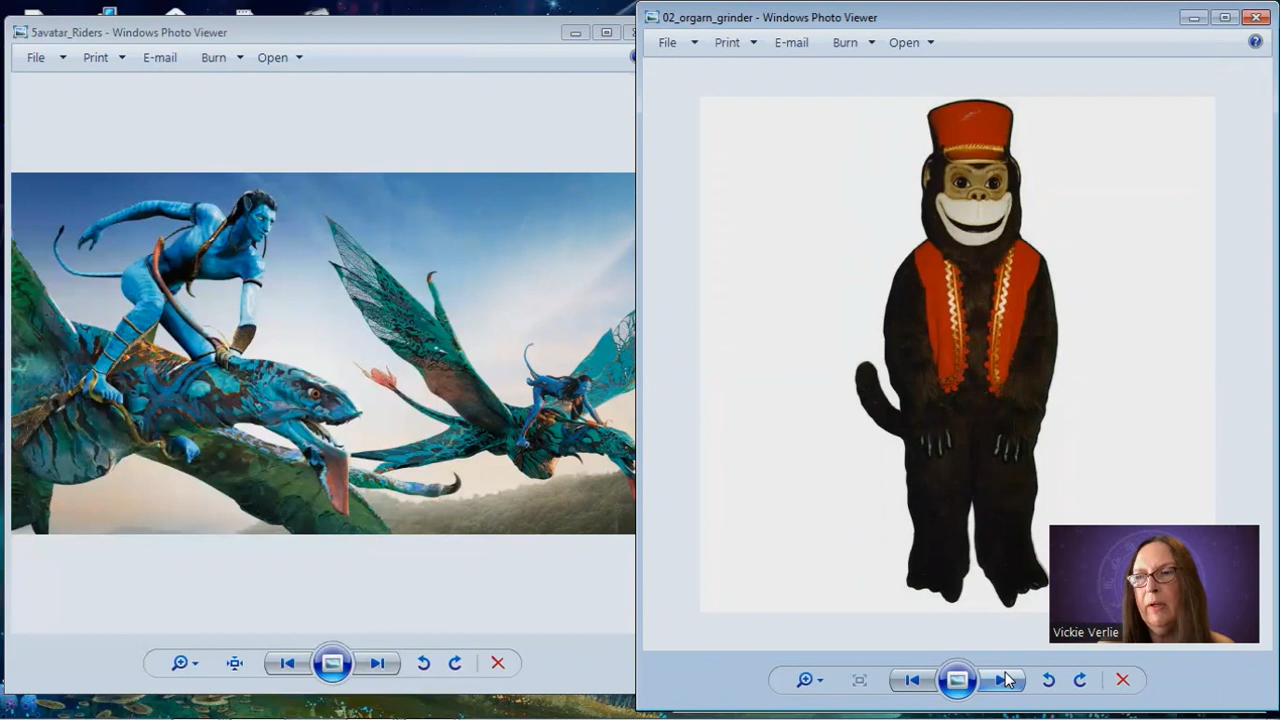 5avatar_Riders - Windows Photo Viewer
File Print E-mail Burn Open
02_orgarn_grinder - Windows Photo Viewer
File Print E-mail Burn Open
Vickie Verlie